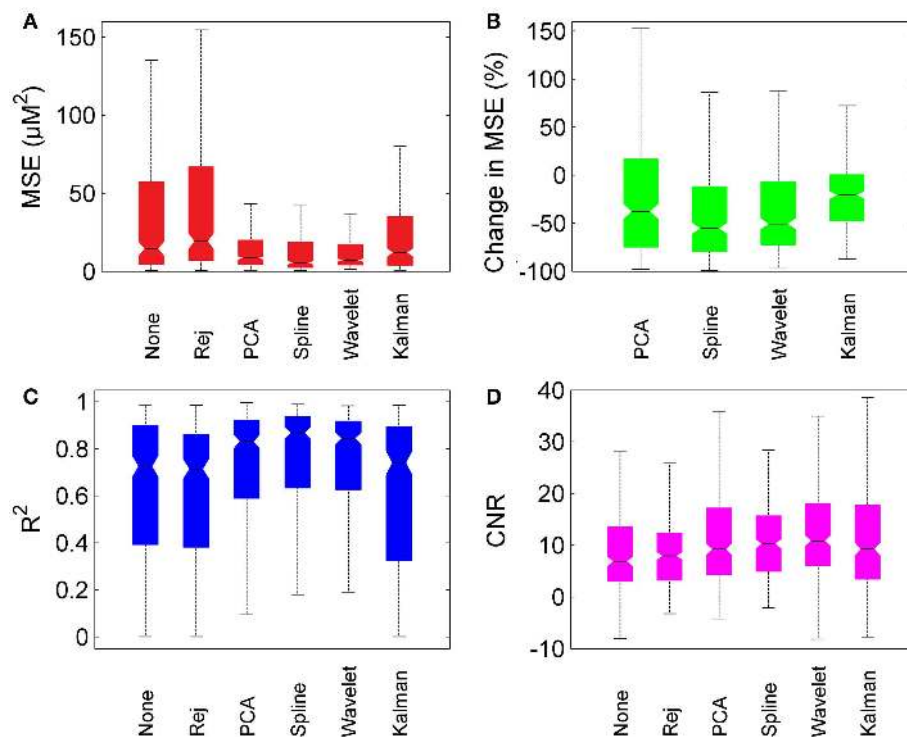 A
MSE (μM²)
150
100
50
0
None
Rej
PCA
Spline
Wavelet
Kalman
B
Change in MSE (%)
150
100
50
0
-50
-100
PCA
Spline
Wavelet
Kalman
C
R²
1
0.8
0.6
0.4
0.2
0
None
Rej
PCA
Spline
Wavelet
Kalman
D
CNR
40
30
20
10
0
-10
None
Rej
PCA
Spline
Wavelet
Kalman